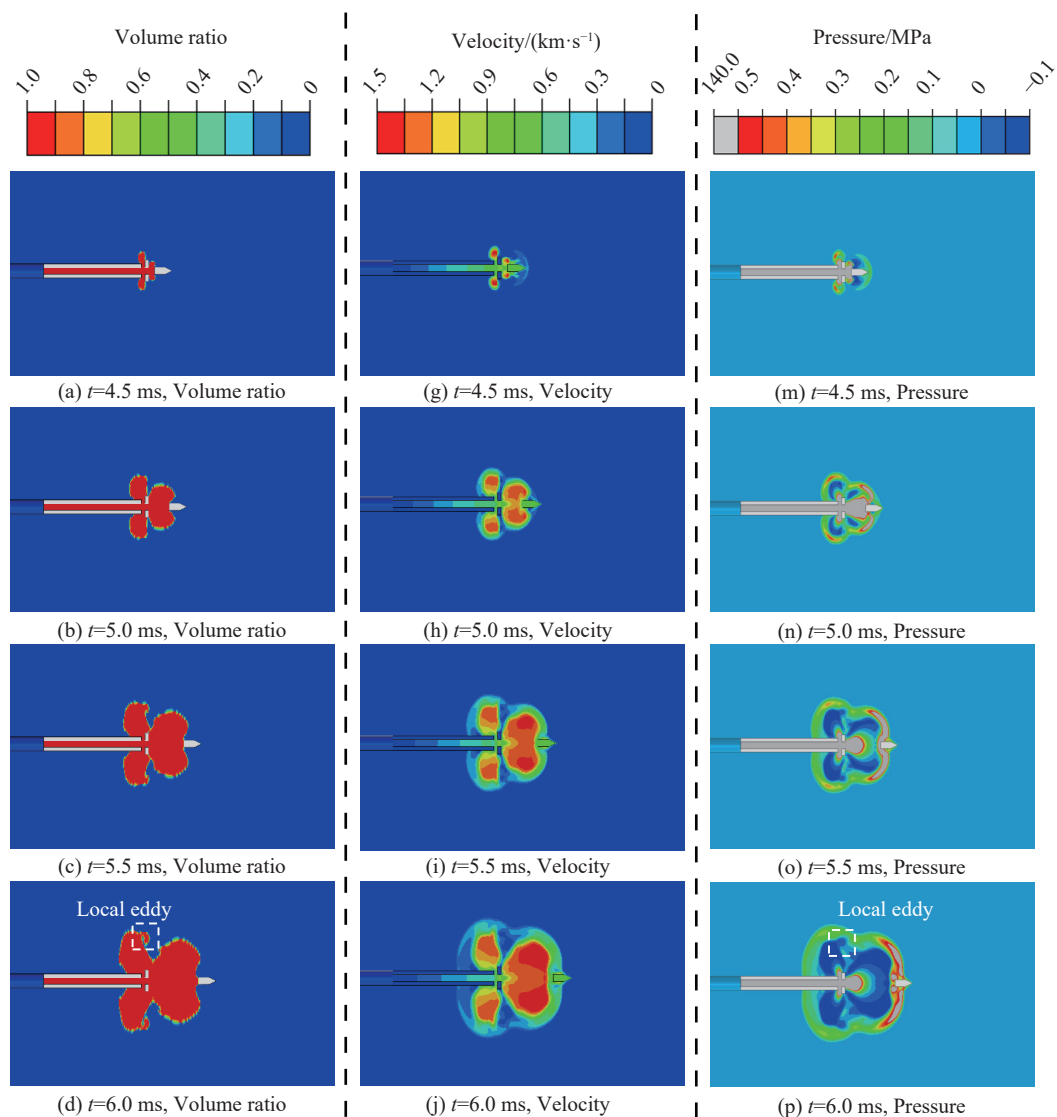 Volume ratio
1.0 0.8 0.6 0.4 0.2 0
Velocity/(km·s⁻¹)
1.5 1.2 0.9 0.6 0.3 0
Pressure/MPa
140.0 0.5 0.4 0.3 0.2 0.1 0 −0.1
(a) t=4.5 ms, Volume ratio
(g) t=4.5 ms, Velocity
(m) t=4.5 ms, Pressure
(b) t=5.0 ms, Volume ratio
(h) t=5.0 ms, Velocity
(n) t=5.0 ms, Pressure
(c) t=5.5 ms, Volume ratio
(i) t=5.5 ms, Velocity
(o) t=5.5 ms, Pressure
Local eddy
Local eddy
(d) t=6.0 ms, Volume ratio
(j) t=6.0 ms, Velocity
(p) t=6.0 ms, Pressure